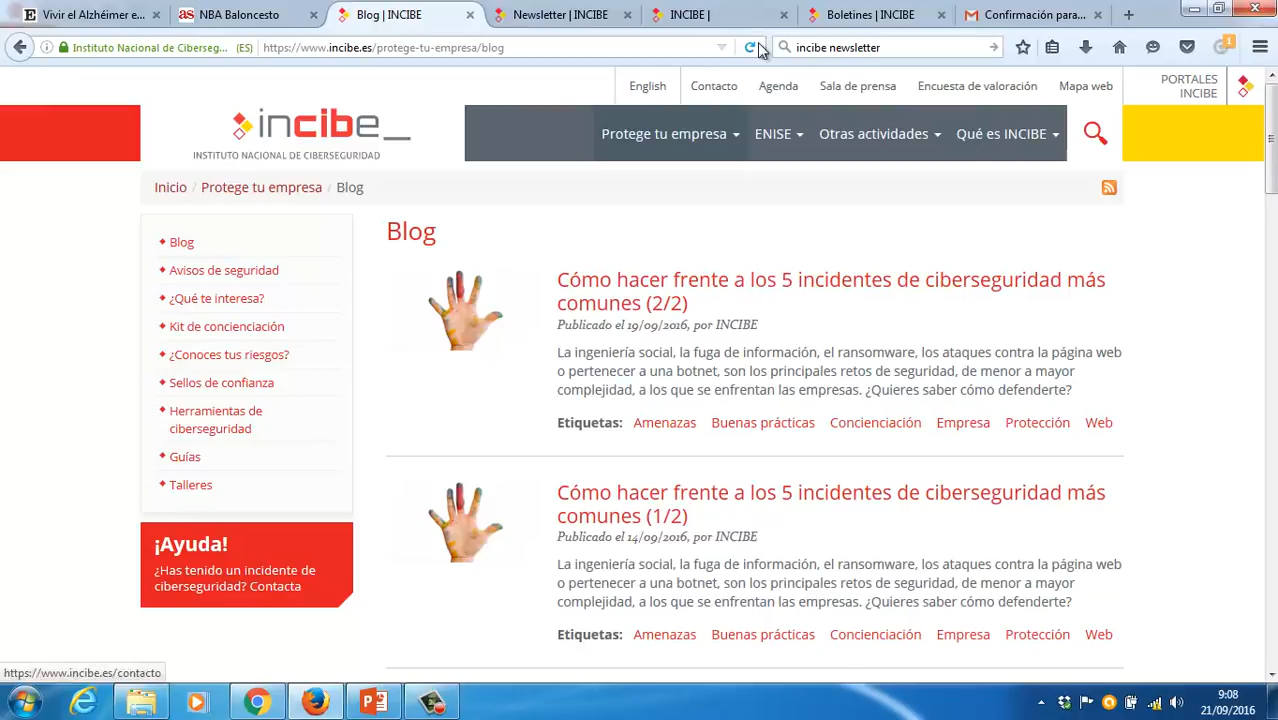 Vivir el Alzhéimer e...
NBA Baloncesto
Blog | INCIBE
Newsletter | INCIBE
INCIBE |
Boletines | INCIBE
Confirmación para...
Instituto Nacional de Ciberseg... (ES)
https://www.incibe.es/protege-tu-empresa/blog
incibe newsletter
1
English
Contacto
Agenda
Sala de prensa
Encuesta de valoración
Mapa web
PORTALES
INCIBE
incibe_
INSTITUTO NACIONAL DE CIBERSEGURIDAD
Protege tu empresa
ENISE
Otras actividades
Qué es INCIBE
Inicio / Protege tu empresa / Blog
Blog
Avisos de seguridad
¿Qué te interesa?
Kit de concienciación
¿Conoces tus riesgos?
Sellos de confianza
Herramientas de
ciberseguridad
Guías
Talleres
¡Ayuda!
¿Has tenido un incidente de
ciberseguridad? Contacta
Blog
Cómo hacer frente a los 5 incidentes de ciberseguridad más
comunes (2/2)
Publicado el 19/09/2016, por INCIBE
La ingeniería social, la fuga de información, el ransomware, los ataques contra la página web
o pertenecer a una botnet, son los principales retos de seguridad, de menor a mayor
complejidad, a los que se enfrentan las empresas. ¿Quieres saber cómo defenderte?
Etiquetas: Amenazas Buenas prácticas Concienciación Empresa Protección Web
Cómo hacer frente a los 5 incidentes de ciberseguridad más
comunes (1/2)
Publicado el 14/09/2016, por INCIBE
La ingeniería social, la fuga de información, el ransomware, los ataques contra la página web
o pertenecer a una botnet, son los principales retos de seguridad, de menor a mayor
complejidad, a los que se enfrentan las empresas. ¿Quieres saber cómo defenderte?
Etiquetas: Amenazas Buenas prácticas Concienciación Empresa Protección Web
https://www.incibe.es/contacto
9:08
21/09/2016